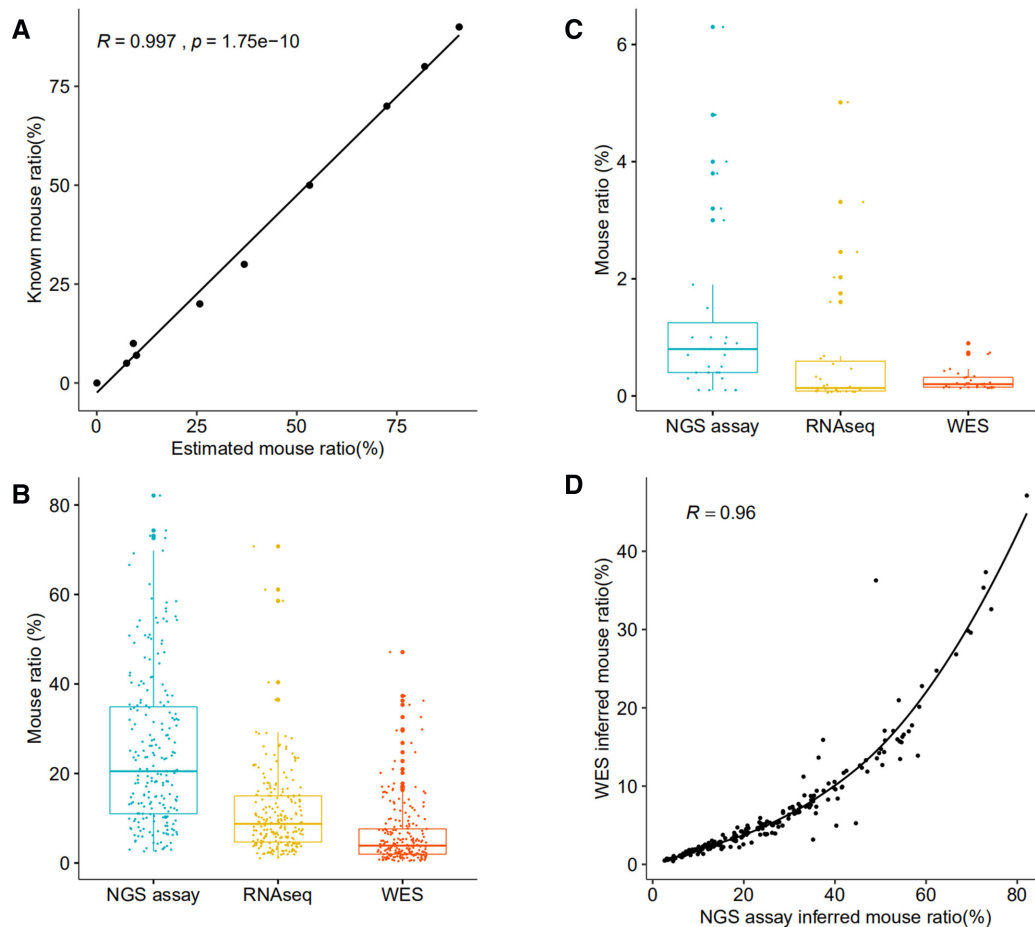 A
R = 0.997 , p = 1.75e−10
Known mouse ratio(%)
75
50
25
0
0 25 50 75
Estimated mouse ratio(%)
C
Mouse ratio (%)
6
4
2
0
NGS assay RNAseq WES
B
Mouse ratio (%)
80
60
40
20
0
NGS assay RNAseq WES
D
R = 0.96
WES inferred mouse ratio(%)
40
30
20
10
0
0 20 40 60 80
NGS assay inferred mouse ratio(%)